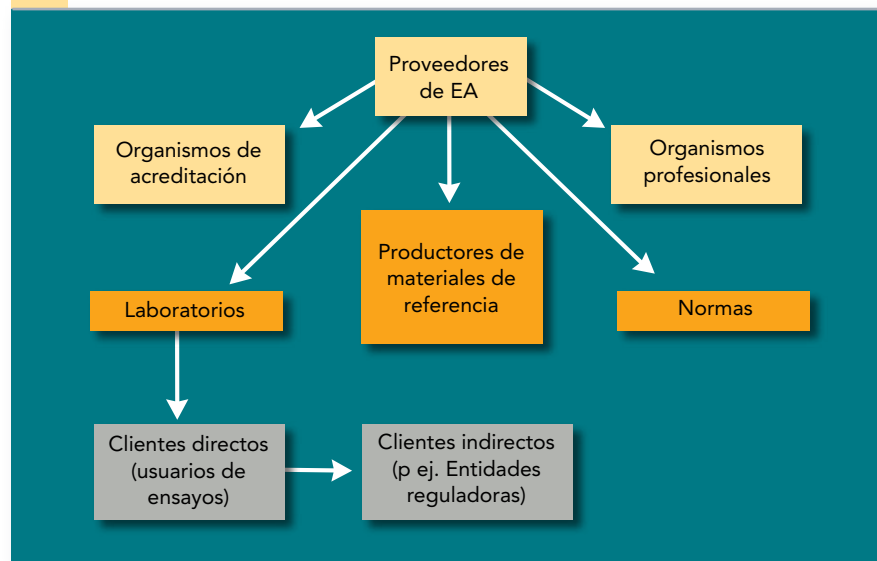 Proveedores
de EA
Organismos de
acreditación
Organismos
profesionales
Productores de
materiales de
referencia
Laboratorios
Normas
Clientes directos
(usuarios de
ensayos)
Clientes indirectos
(p ej. Entidades
reguladoras)